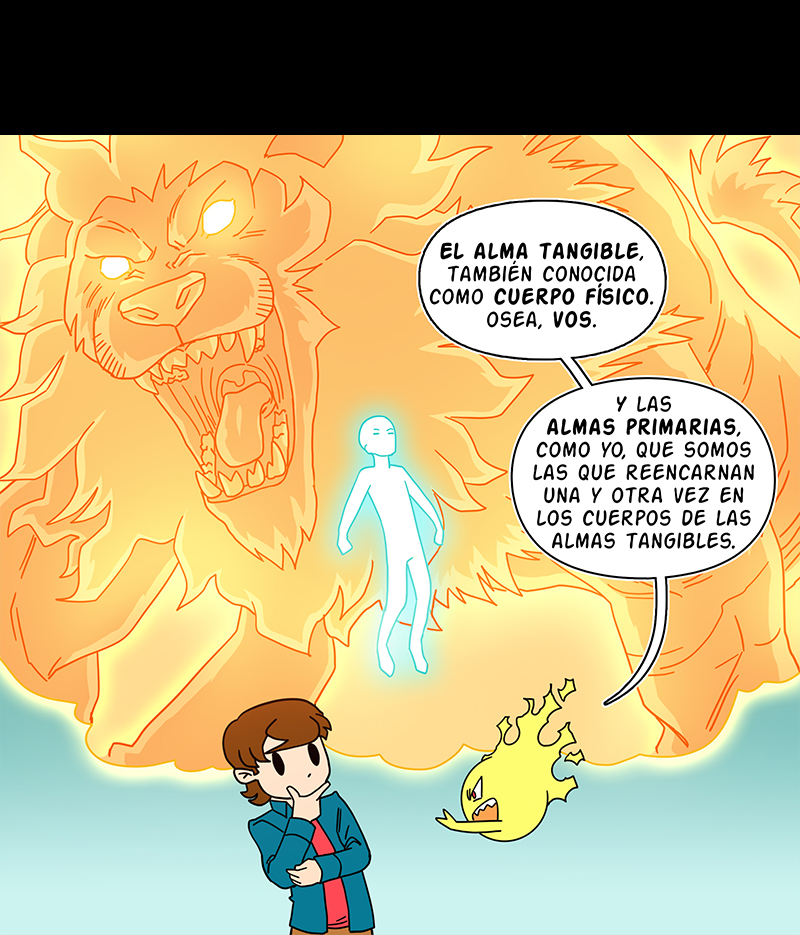 EL ALMA TANGIBLE,
TAMBIÉN CONOCIDA
COMO CUERPO FÍSICO.
OSEA, VOS.
Y LAS
ALMAS PRIMARIAS,
COMO YO, QUE SOMOS
LAS QUE REENCARNAN
UNA Y OTRA VEZ EN
LOS CUERPOS DE LAS
ALMAS TANGIBLES.